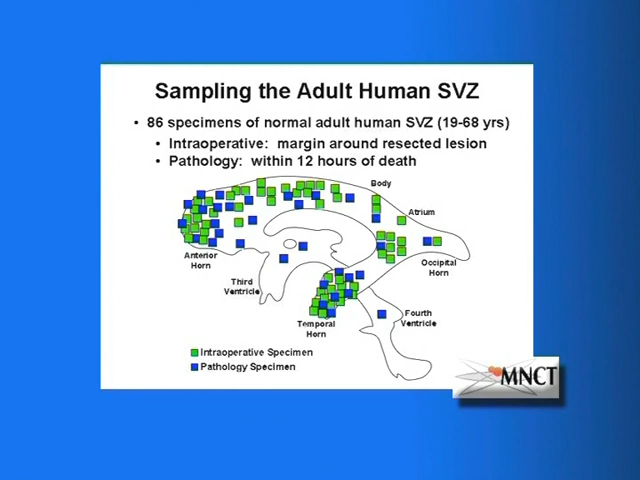 Sampling the Adult Human SVZ
• 86 specimens of normal adult human SVZ (19-68 yrs)
• Intraoperative: margin around resected lesion
• Pathology: within 12 hours of death
Body
Atrium
Anterior
Horn
Occipital
Horn
Third
Ventricle
Temporal
Horn
Fourth
Ventricle
Intraoperative Specimen
Pathology Specimen
MNCT